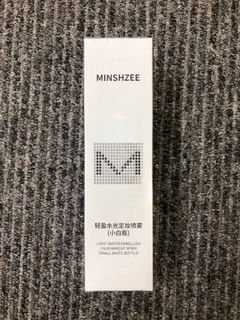 MINSHZEE
M
轻盈水光定妆喷雾
(小白瓶)
LIGHT WATER EMBELLISH
CALM MAKEUP SPRAY
(SMALL WHITE BOTTLE)